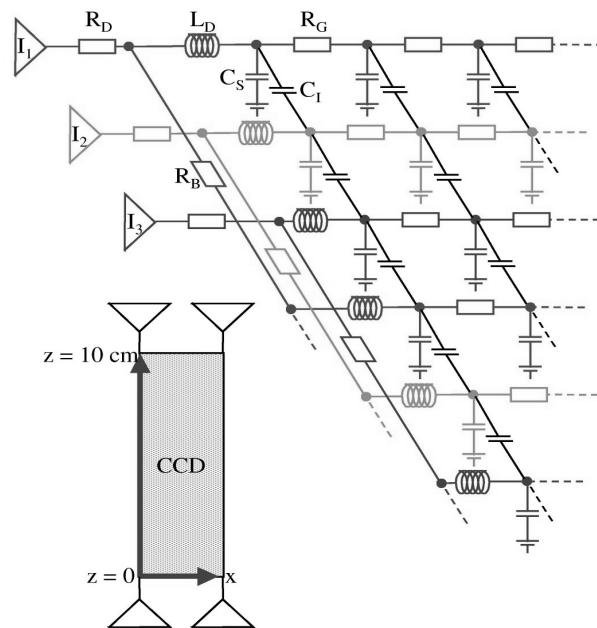 I1 RD LD RG
CS CI
I2
RB
I3
z = 10 cm
CCD
z = 0 x